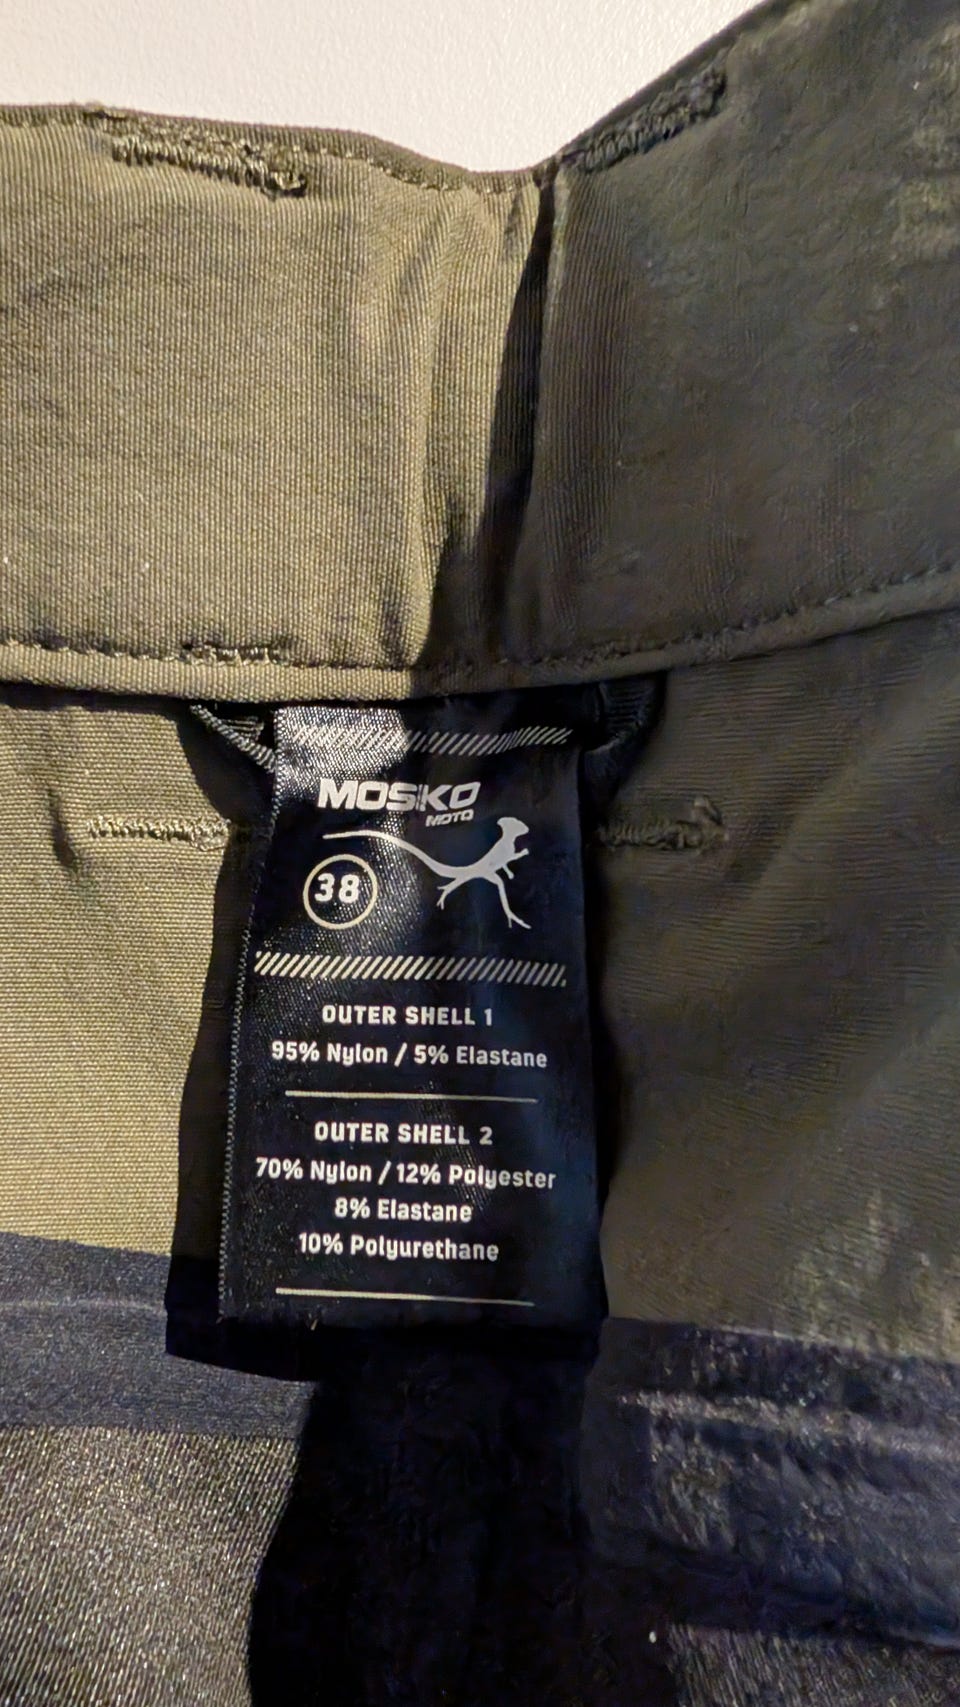 MOSKO
MOTO
38
OUTER SHELL 1
95% Nylon / 5% Elastane
OUTER SHELL 2
70% Nylon / 12% Polyester
8% Elastane
10% Polyurethane